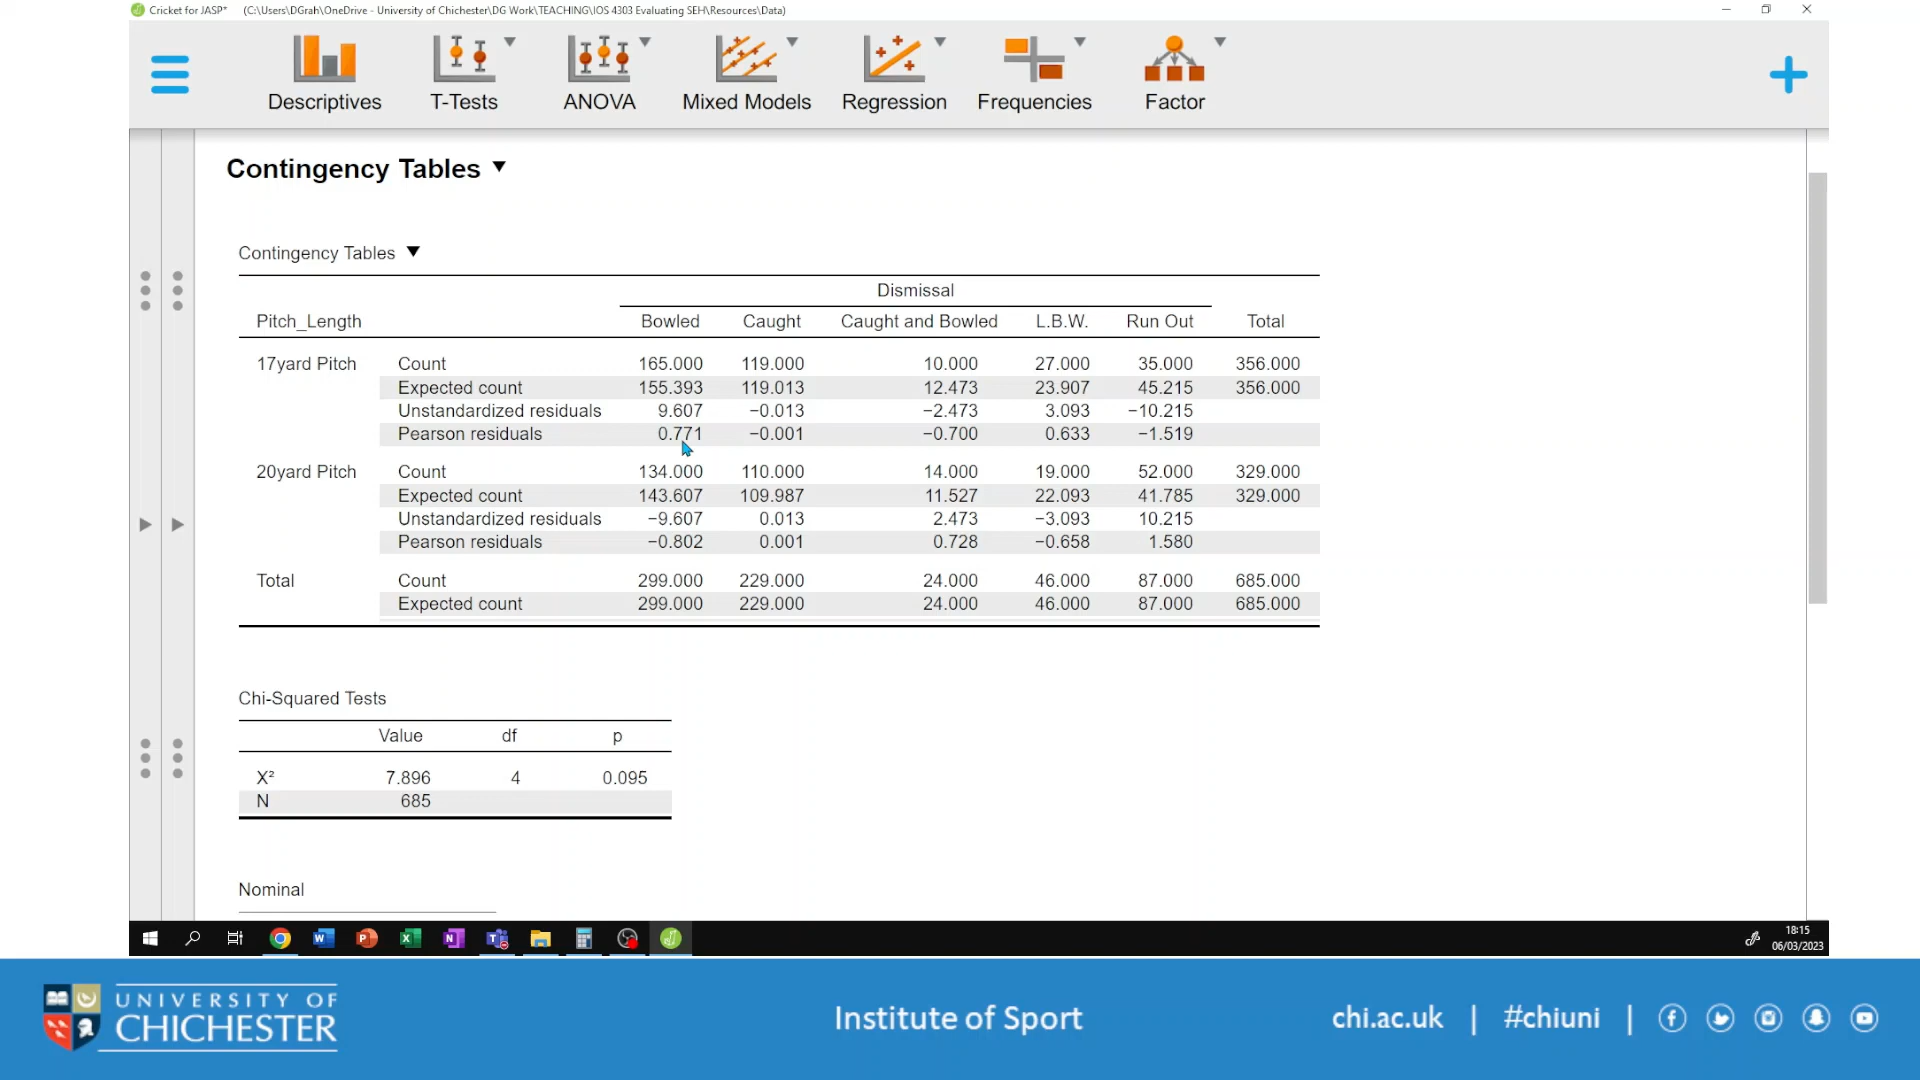 Cricket for JASP* (C:\Users\DGrah\OneDrive - University of Chichester\DG Work\TEACHING\IOS 4303 Evaluating SEH\Resources\Data)
Descriptives T-Tests ANOVA Mixed Models Regression Frequencies Factor
Contingency Tables
Contingency Tables
Dismissal
Pitch_Length Bowled Caught Caught and Bowled L.B.W. Run Out Total
17yard Pitch Count 165.000 119.000 10.000 27.000 35.000 356.000
Expected count 155.393 119.013 12.473 23.907 45.215 356.000
Unstandardized residuals 9.607 −0.013 −2.473 3.093 −10.215
Pearson residuals 0.771 −0.001 −0.700 0.633 −1.519
20yard Pitch Count 134.000 110.000 14.000 19.000 52.000 329.000
Expected count 143.607 109.987 11.527 22.093 41.785 329.000
Unstandardized residuals −9.607 0.013 2.473 −3.093 10.215
Pearson residuals −0.802 0.001 0.728 −0.658 1.580
Total Count 299.000 229.000 24.000 46.000 87.000 685.000
Expected count 299.000 229.000 24.000 46.000 87.000 685.000
Chi-Squared Tests
Value df p
X² 7.896 4 0.095
N 685
Nominal
18:15
06/03/2023
UNIVERSITY OF
CHICHESTER
Institute of Sport
chi.ac.uk | #chiuni |